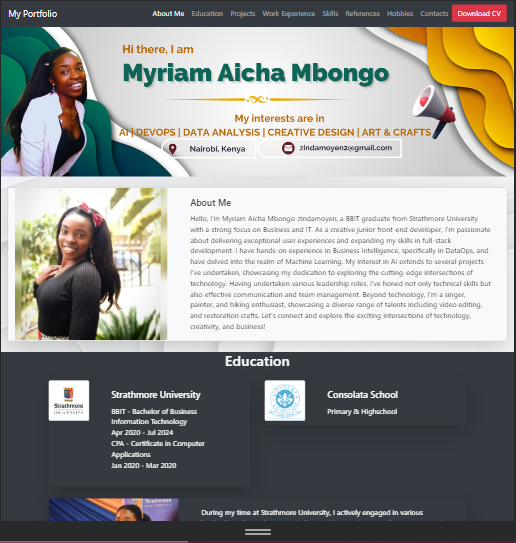 My Portfolio
About Me Education Projects Work Experience Skills References Hobbies Contacts Download CV
Hi there, I am
Myriam Aicha Mbongo
My interests are in
AI | DEVOPS | DATA ANALYSIS | CREATIVE DESIGN | ART & CRAFTS
Nairobi, Kenya
zindamoyen2@gmail.com
About Me
Hello, I'm Myriam Aicha Mbongo-zindamoyen, a BBIT graduate from Strathmore University
with a strong focus on Business and IT. As a creative junior front-end developer, I'm passionate
about delivering exceptional user experiences and expanding my skills in full-stack
development. I have hands-on experience in Business Intelligence, specifically in DataOps, and
have delved into the realm of Machine Learning. My interest in AI extends to several projects
I've undertaken, showcasing my dedication to exploring the cutting-edge intersections of
technology. Having undertaken various leadership roles, I've honed not only technical skills but
also effective communication and team management. Beyond technology, I'm a singer,
painter, and hiking enthusiast, showcasing a diverse range of talents including video editing,
and restoration crafts. Let's connect and explore the exciting intersections of technology,
creativity, and business!
Education
Strathmore
UNIVERSITY
Strathmore University
BBIT - Bachelor of Business
Information Technology
Apr 2020 - Jul 2024
CPA - Certificate in Computer
Applications
Jan 2020 - Mar 2020
Consolata School
Primary & Highschool
Strathmore
UNIVERSITY
During my time at Strathmore University, I actively engaged in various